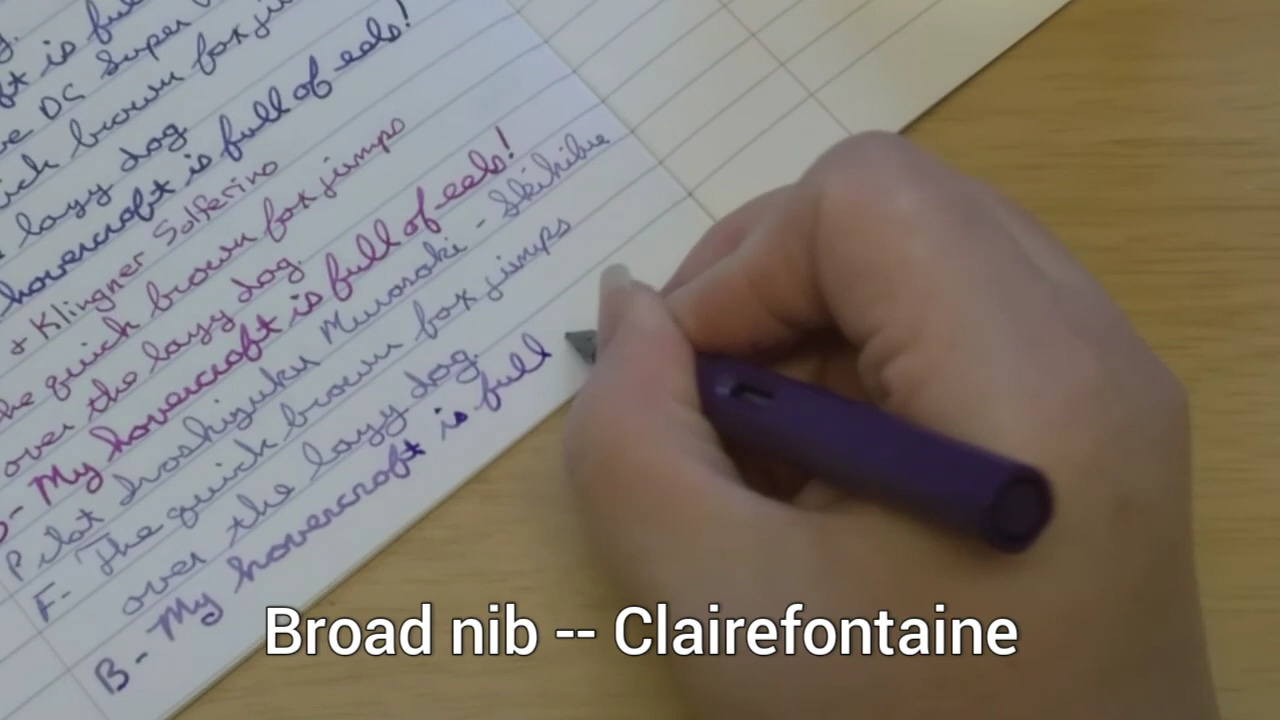 ft is full
ve DC Super
ick brown fox
lazy dog
hovercraft is full of eels!
& Klingner Solferino
he quick brown fox jumps
over the lazy dog.
B- My hovercraft is full of eels!
Pilot Iroshizuku Murasaki - Shikibu
F- The quick brown fox jumps
over the lazy dog.
B- My hovercraft is full
Broad nib -- Clairefontaine